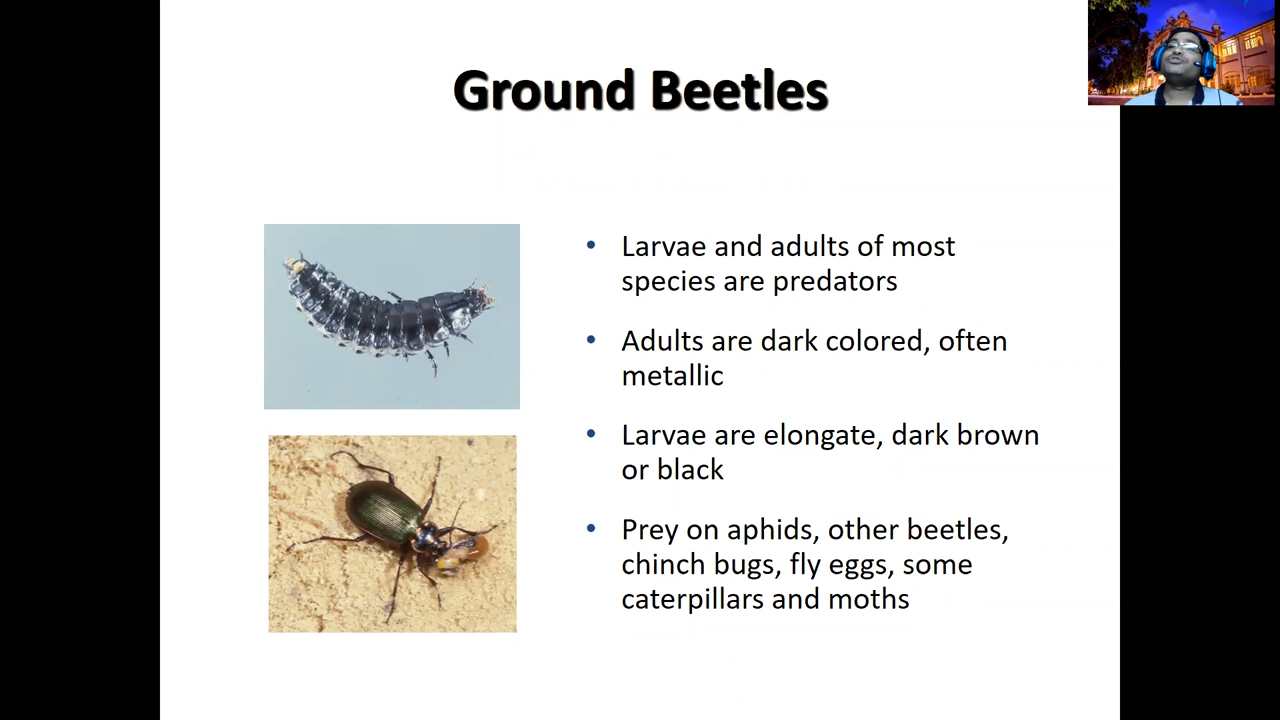 Ground Beetles
• Larvae and adults of most
species are predators
• Adults are dark colored, often
metallic
• Larvae are elongate, dark brown
or black
• Prey on aphids, other beetles,
chinch bugs, fly eggs, some
caterpillars and moths